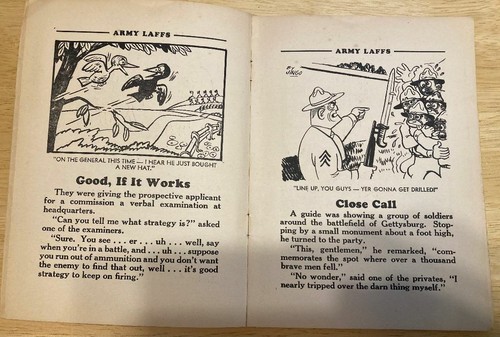 ARMY LAFFS
"ON THE GENERAL THIS TIME — I HEAR HE JUST BOUGHT
A NEW HAT."
Good, If It Works
They were giving the prospective applicant
for a commission a verbal examination at
headquarters.
"Can you tell me what strategy is?" asked
one of the examiners.
"Sure. You see . . . er . . . uh . . . well, say
when you're in a battle, and . . . uh . . . suppose
you run out of ammunition and you don't want
the enemy to find that out, well . . . it's good
strategy to keep on firing."
ARMY LAFFS
BY
JAGO
"LINE UP, YOU GUYS — YER GONNA GET DRILLED!"
Close Call
A guide was showing a group of soldiers
around the battlefield of Gettysburg. Stop-
ping by a small monument about a foot high,
he turned to the party.
"This, gentlemen," he remarked, "com-
memorates the spot where over a thousand
brave men fell."
"No wonder," said one of the privates, "I
nearly tripped over the darn thing myself."